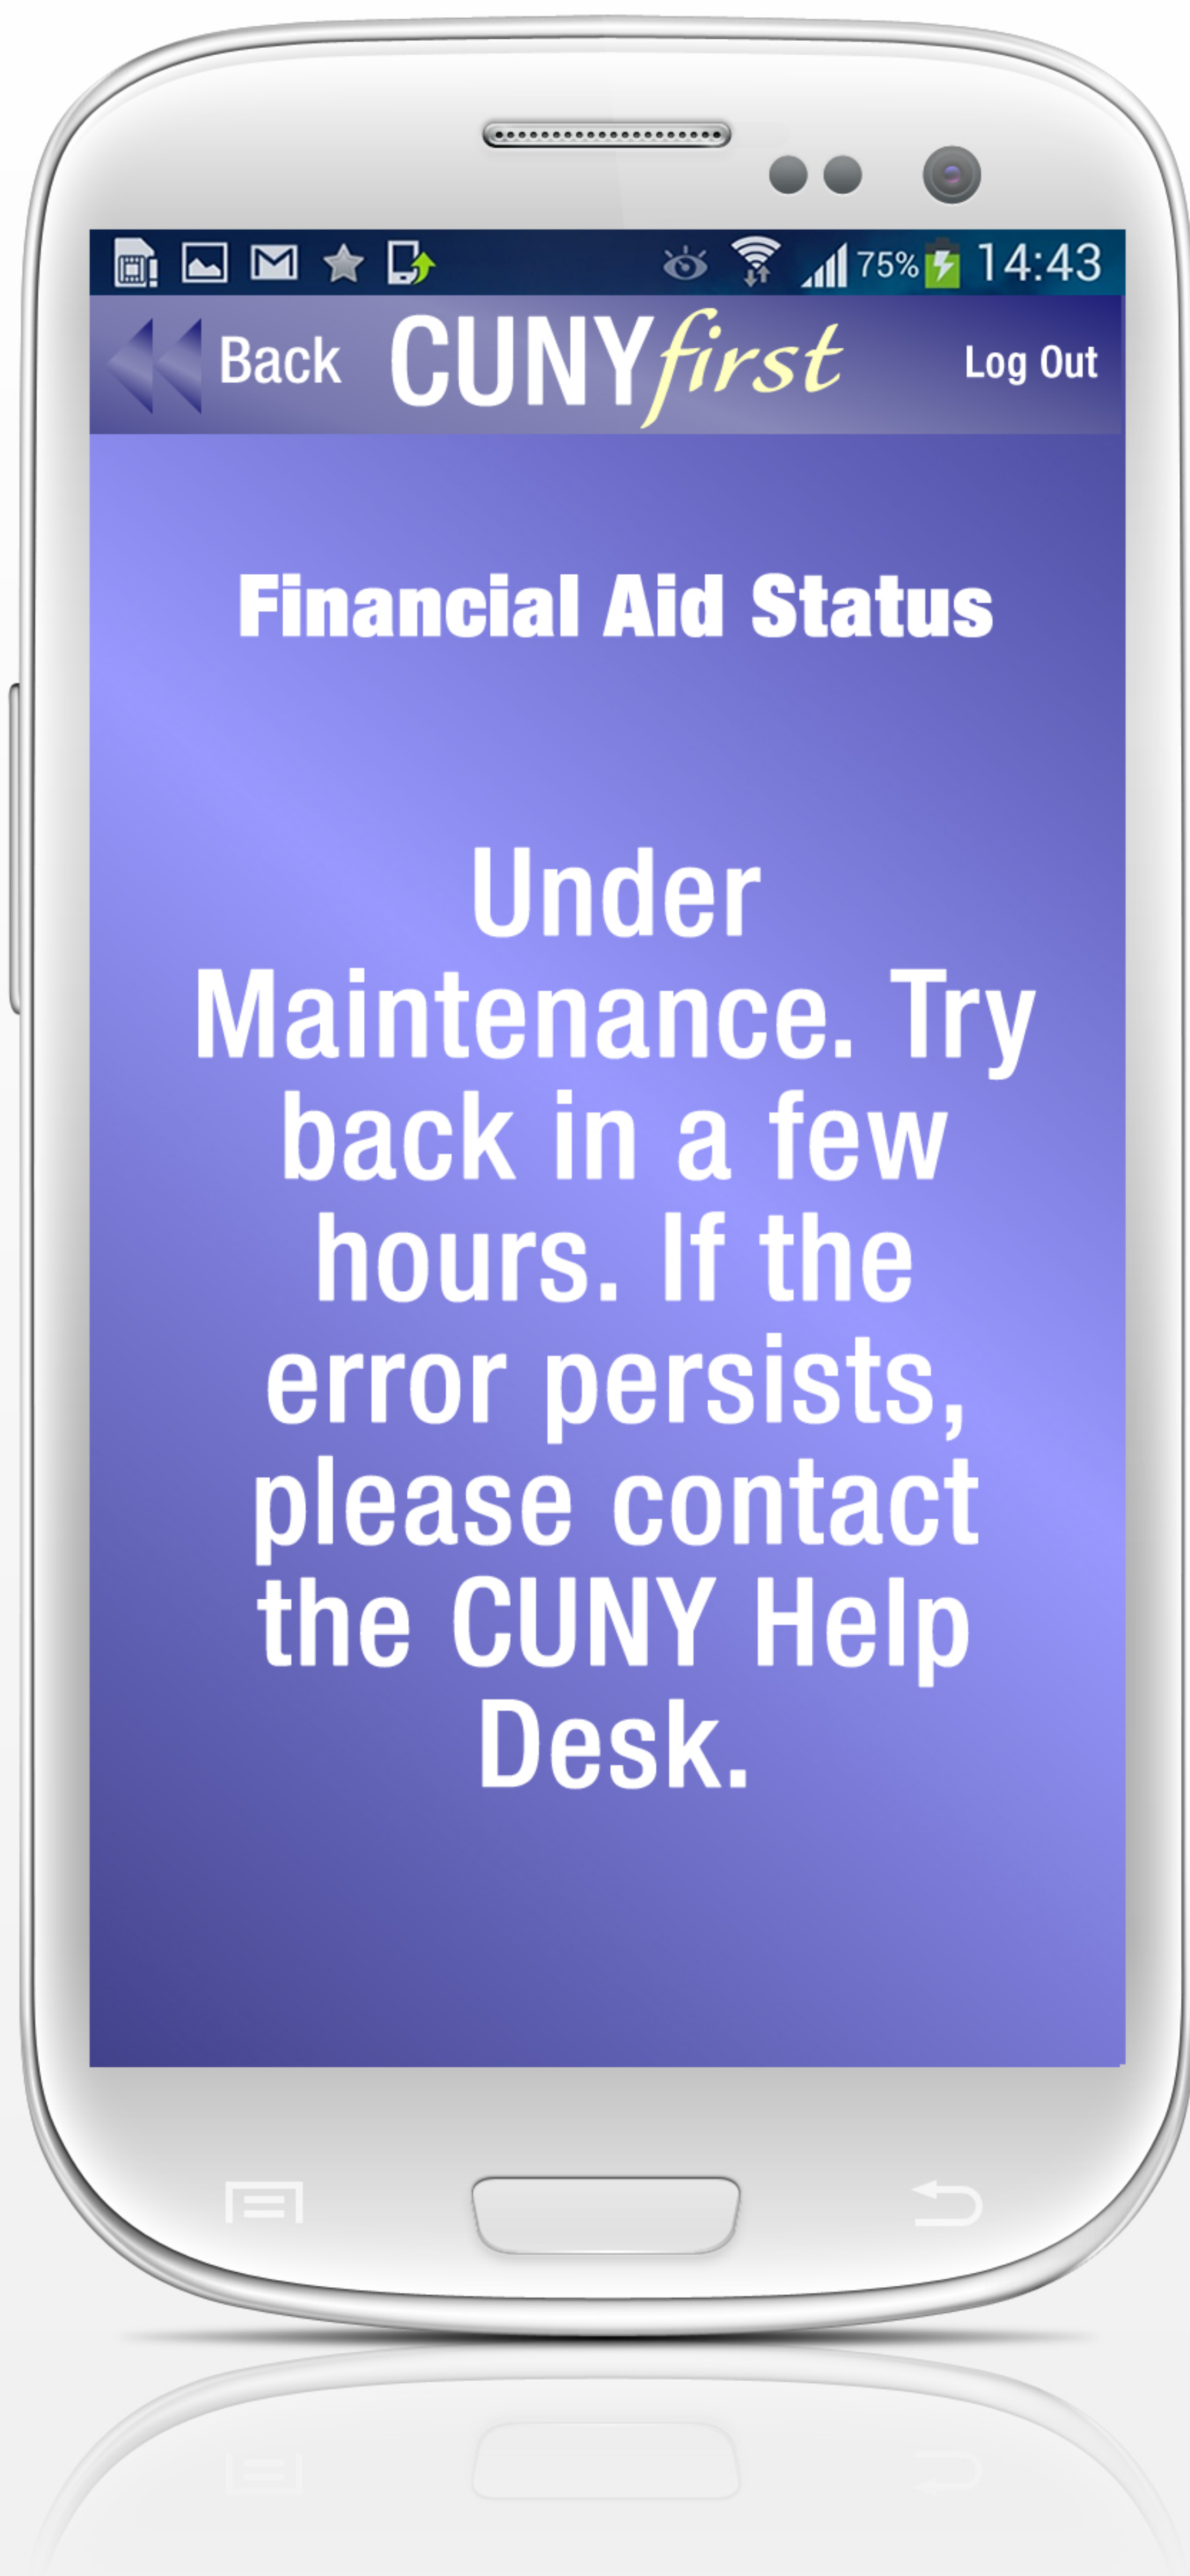 75% 14:43
Back CUNYfirst Log Out
Financial Aid Status
Under
Maintenance. Try
back in a few
hours. If the
error persists,
please contact
the CUNY Help
Desk.